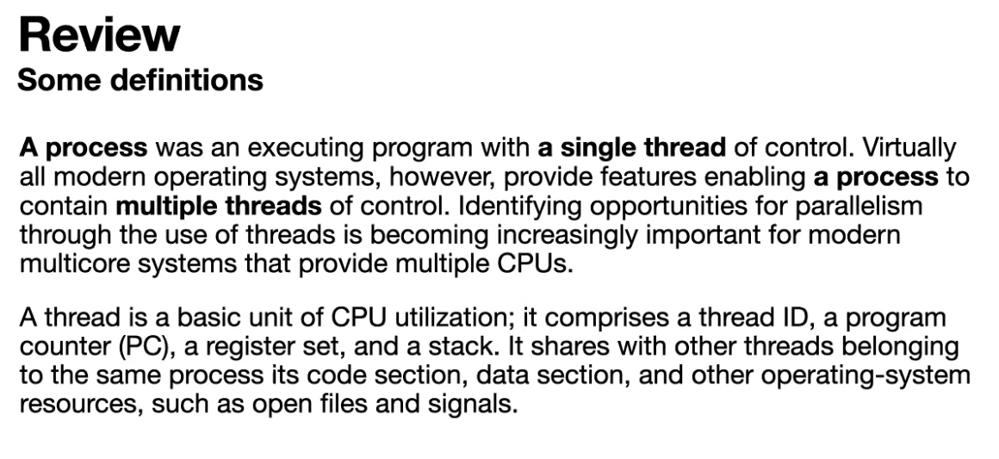 Review
Some definitions
A process was an executing program with a single thread of control. Virtually
all modern operating systems, however, provide features enabling a process to
contain multiple threads of control. Identifying opportunities for parallelism
through the use of threads is becoming increasingly important for modern
multicore systems that provide multiple CPUs.
A thread is a basic unit of CPU utilization; it comprises a thread ID, a program
counter (PC), a register set, and a stack. It shares with other threads belonging
to the same process its code section, data section, and other operating-system
resources, such as open files and signals.